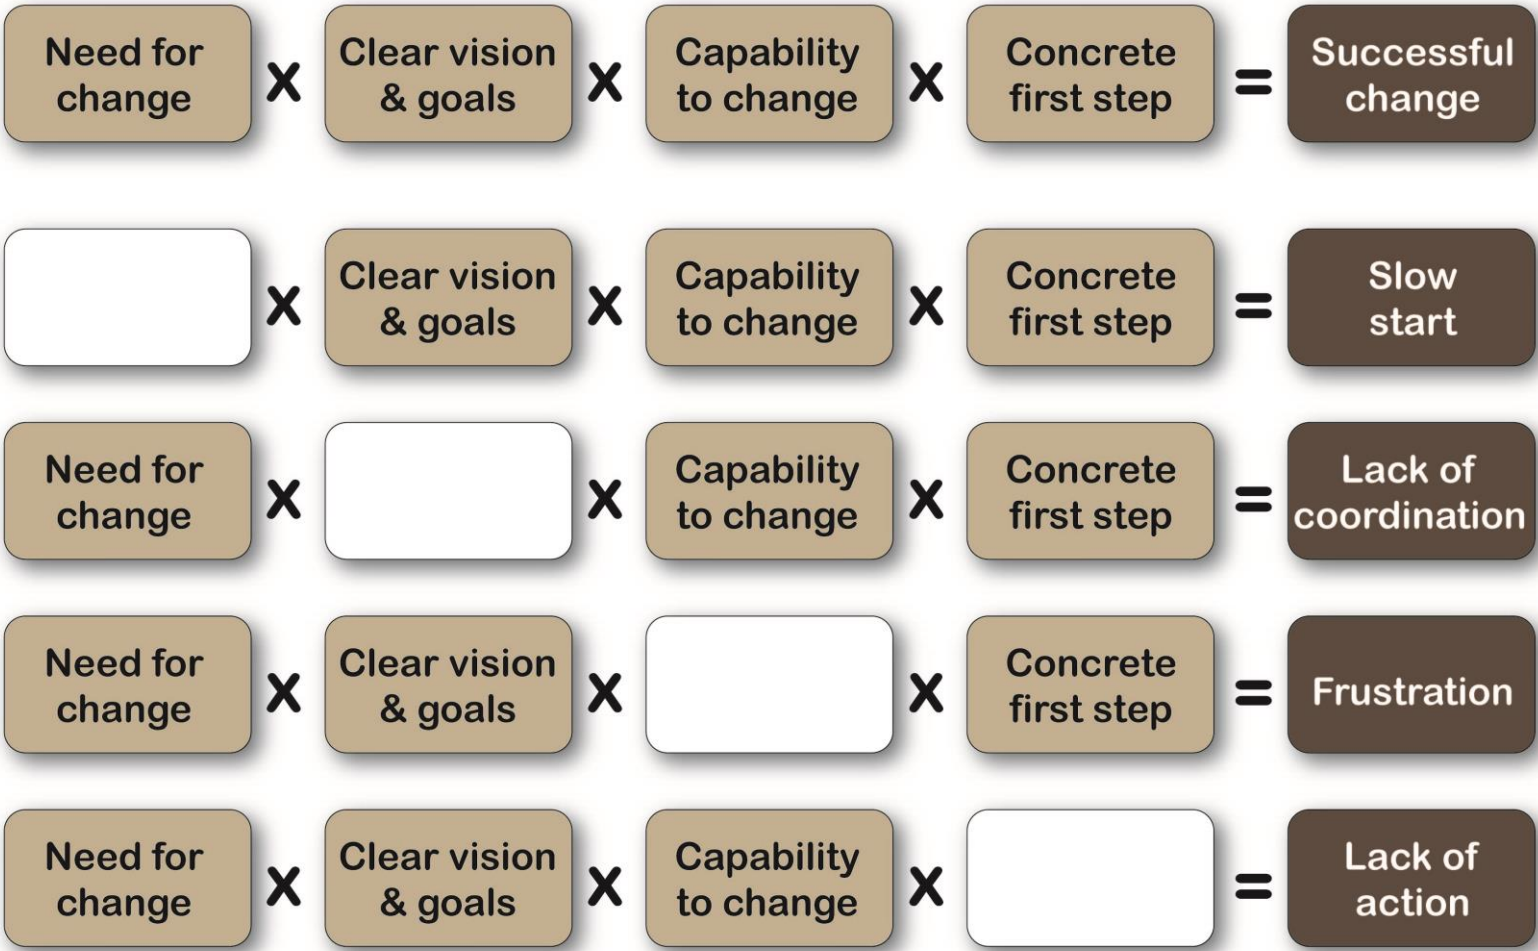 Need for change x Clear vision & goals x Capability to change x Concrete first step = Successful change
x Clear vision & goals x Capability to change x Concrete first step = Slow start
Need for change x x Capability to change x Concrete first step = Lack of coordination
Need for change x Clear vision & goals x x Concrete first step = Frustration
Need for change x Clear vision & goals x Capability to change x = Lack of action